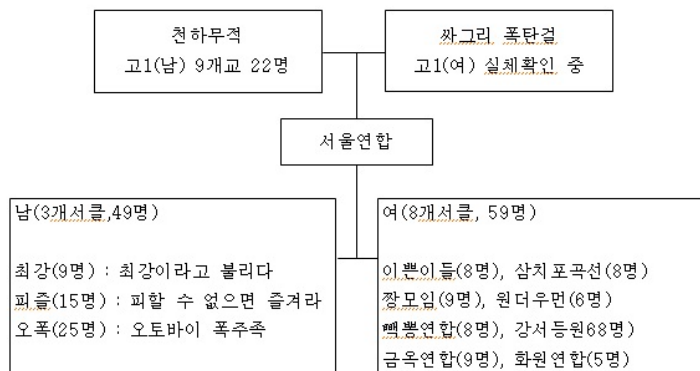 천하무적
고1(남) 9개교 22명
싸그리 폭탄걸
고1(여) 실체확인 중
서울연합
남(3개서클,49명)
최강(9명) : 최강이라고 불리다
피즐(15명) : 피할 수 없으면 즐겨라
오폭(25명) : 오토바이 폭주족
여(8개서클, 59명)
이쁜이들(8명), 삼치포곡선(8명)
짱모임(9명), 원더우먼(6명)
빽뽕연합(8명), 강서등원68명)
금옥연합(9명), 화원연합(5명)